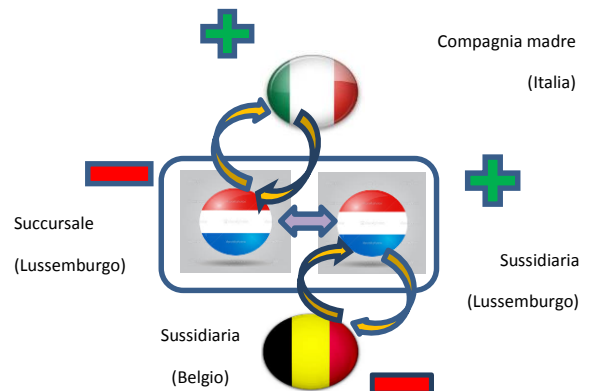 Compagnia madre
(Italia)
Succursale
(Lussemburgo)
Sussidiaria
(Lussemburgo)
Sussidiaria
(Belgio)